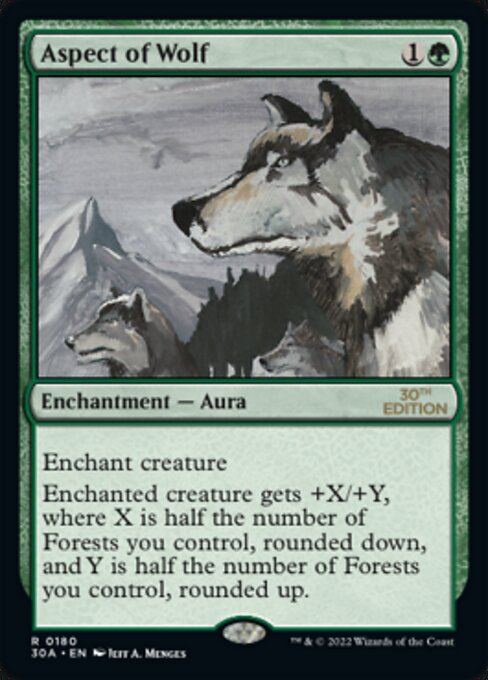 Aspect of Wolf 1
Enchantment — Aura
30TH
EDITION
Enchant creature
Enchanted creature gets +X/+Y,
where X is half the number of
Forests you control, rounded down,
and Y is half the number of Forests
you control, rounded up.
R 0180
30A • EN Jeff A. Menges
™ & © 2022 Wizards of the Coast